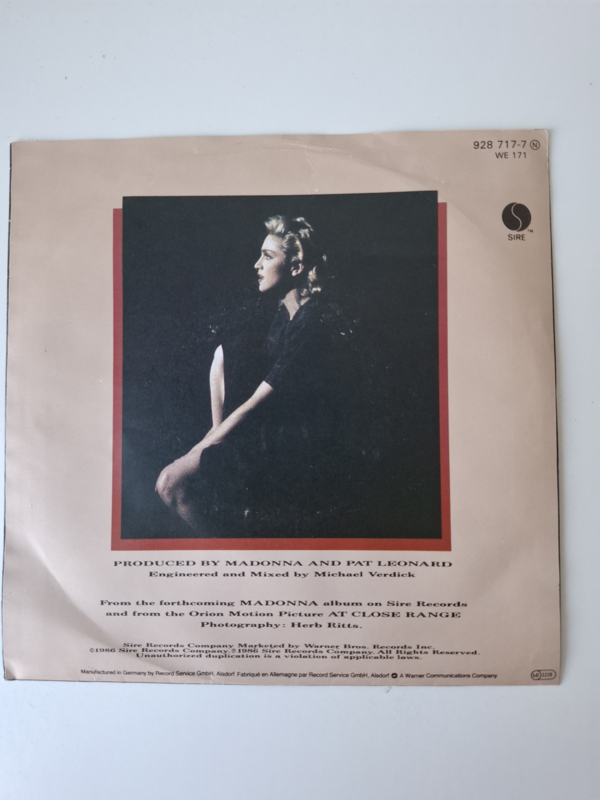 928 717-7 Ⓝ
WE 171
SIRE ™
PRODUCED BY MADONNA AND PAT LEONARD
Engineered and Mixed by Michael Verdick
From the forthcoming MADONNA album on Sire Records
and from the Orion Motion Picture AT CLOSE RANGE
Photography: Herb Ritts.
Sire Records Company Marketed by Warner Bros. Records Inc.
©1986 Sire Records Company. ℗1986 Sire Records Company. All Rights Reserved.
Unauthorized duplication is a violation of applicable laws.
Manufactured in Germany by Record Service GmbH, Alsdorf Fabriqué en Allemagne par Record Service GmbH, Alsdorf A Warner Communications Company